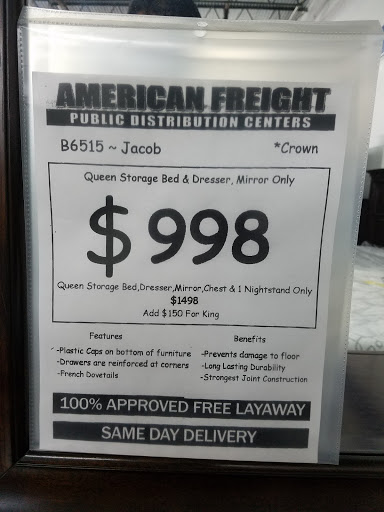 AMERICAN FREIGHT
PUBLIC DISTRIBUTION CENTERS
B6515 ~ Jacob *Crown
Queen Storage Bed & Dresser, Mirror Only
$998
Queen Storage Bed,Dresser,Mirror,Chest & 1 Nightstand Only
$1498
Add $150 For King
Features Benefits
-Plastic Caps on bottom of furniture -Prevents damage to floor
-Drawers are reinforced at corners -Long Lasting Durability
-French Dovetails -Strongest Joint Construction
100% APPROVED FREE LAYAWAY
SAME DAY DELIVERY